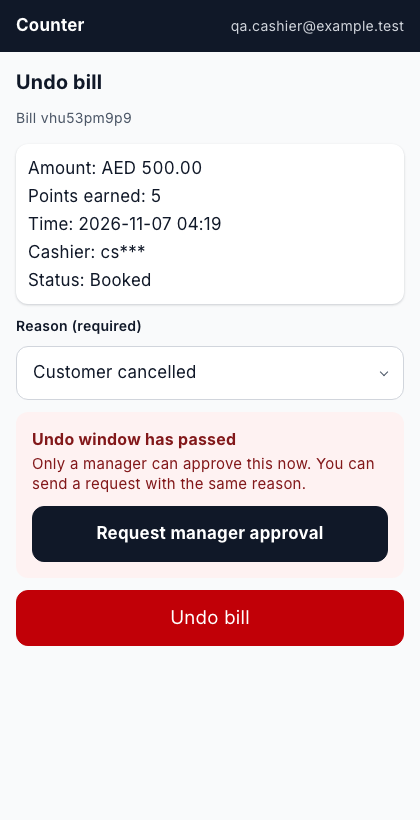 Counter
qa.cashier@example.test
Undo bill
Bill vhu53pm9p9
Amount: AED 500.00
Points earned: 5
Time: 2026-11-07 04:19
Cashier: cs***
Status: Booked
Reason (required)
Customer cancelled
Undo window has passed
Only a manager can approve this now. You can
send a request with the same reason.
Request manager approval
Undo bill